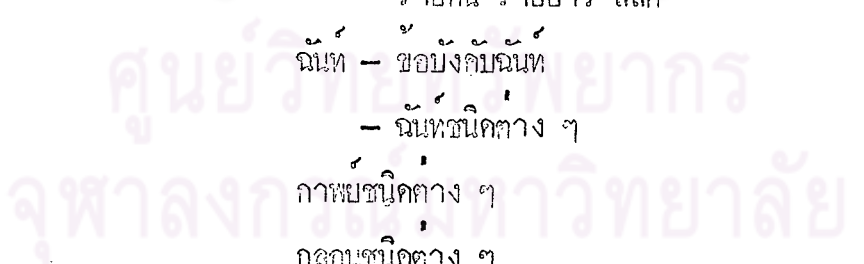 ฉันท์ – ข้อบังคับฉันท์
– ฉันท์ชนิดต่าง ๆ
กาพย์ชนิดต่าง ๆ
กลอนชนิดต่าง ๆ
ศูนย์วิทยทรัพยากร
จุฬาลงกรณ์มหาวิทยาลัย